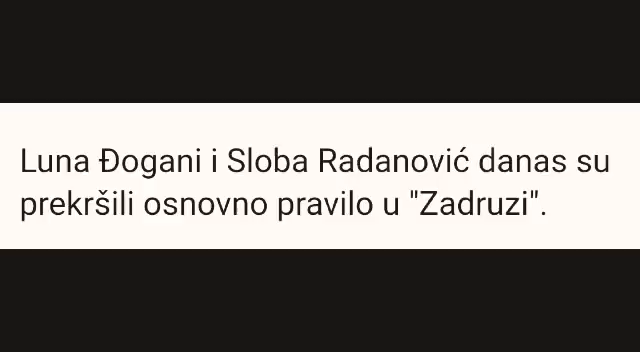 Luna Đogani i Sloba Radanović danas su
prekršili osnovno pravilo u "Zadruzi".